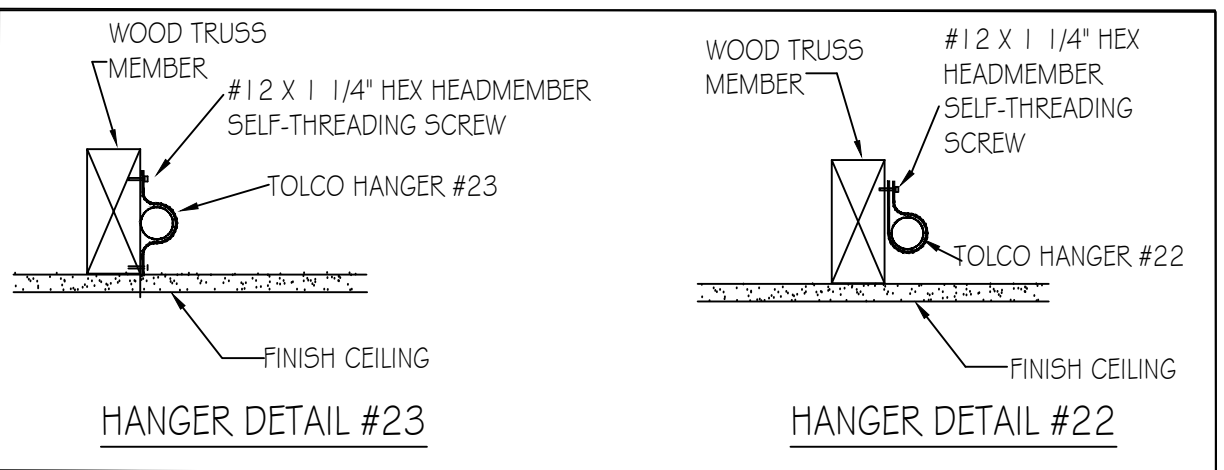 WOOD TRUSS
MEMBER
#12 X 1 1/4" HEX HEADMEMBER
SELF-THREADING SCREW
TOLCO HANGER #23
FINISH CEILING
HANGER DETAIL #23
WOOD TRUSS
MEMBER
#12 X 1 1/4" HEX
HEADMEMBER
SELF-THREADING
SCREW
TOLCO HANGER #22
FINISH CEILING
HANGER DETAIL #22